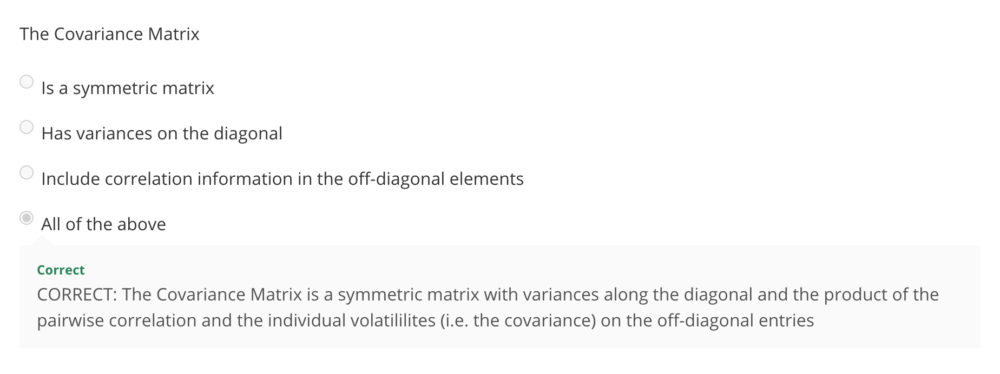 The Covariance Matrix
Is a symmetric matrix
Has variances on the diagonal
Include correlation information in the off-diagonal elements
All of the above
Correct
CORRECT: The Covariance Matrix is a symmetric matrix with variances along the diagonal and the product of the
pairwise correlation and the individual volatililites (i.e. the covariance) on the off-diagonal entries